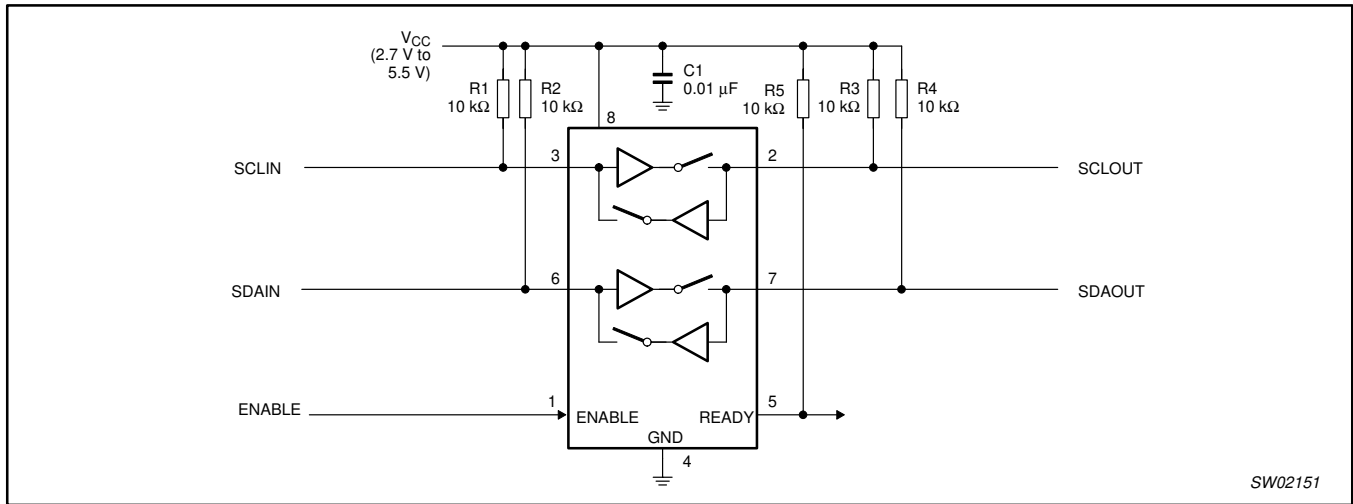 VCC
(2.7 V to
5.5 V)
R1
10 kΩ
R2
10 kΩ
C1
0.01 μF
R5
10 kΩ
R3
10 kΩ
R4
10 kΩ
8
SCLIN
3
2
SCLOUT
SDAIN
6
7
SDAOUT
ENABLE
1
ENABLE
READY
5
GND
4
SW02151